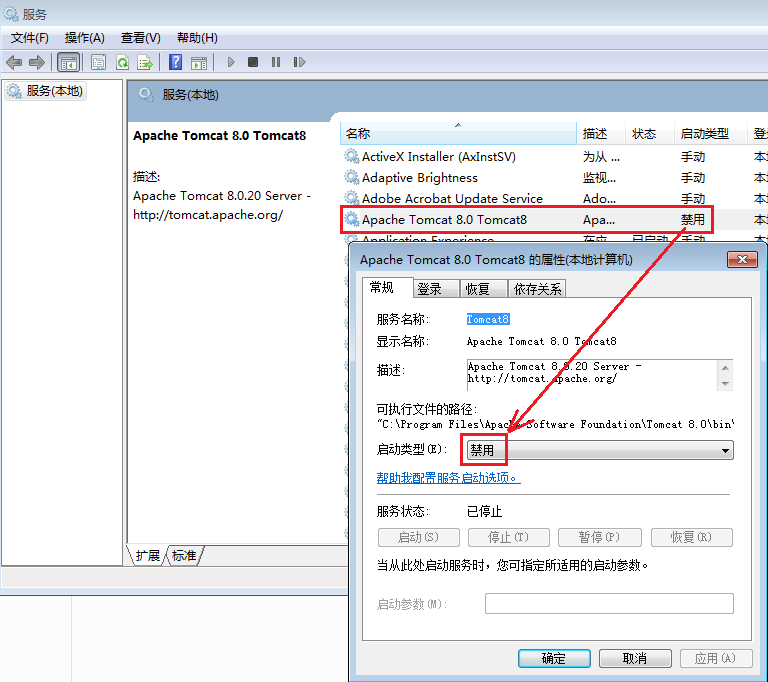 服务
文件(F) 操作(A) 查看(V) 帮助(H)
服务(本地)
服务(本地)
Apache Tomcat 8.0 Tomcat8
描述:
Apache Tomcat 8.0.20 Server -
http://tomcat.apache.org/
名称 描述 状态 启动类型
ActiveX Installer (AxInstSV) 为从 ... 手动
Adaptive Brightness 监视... 手动
Adobe Acrobat Update Service Ado... 手动
Apache Tomcat 8.0 Tomcat8 Apa... 禁用
Application Experience 在应 已启动 手动
Apache Tomcat 8.0 Tomcat8 的属性(本地计算机)
常规 登录 恢复 依存关系
服务名称: Tomcat8
显示名称: Apache Tomcat 8.0 Tomcat8
描述: Apache Tomcat 8.0.20 Server -
http://tomcat.apache.org/
可执行文件的路径:
"C:\Program Files\Apache Software Foundation\Tomcat 8.0\bin\
启动类型(E): 禁用
帮助我配置服务启动选项。
服务状态: 已停止
启动(S) 停止(T) 暂停(P) 恢复(R)
当从此处启动服务时，您可指定所适用的启动参数。
启动参数(M):
确定 取消 应用(A)
扩展 标准